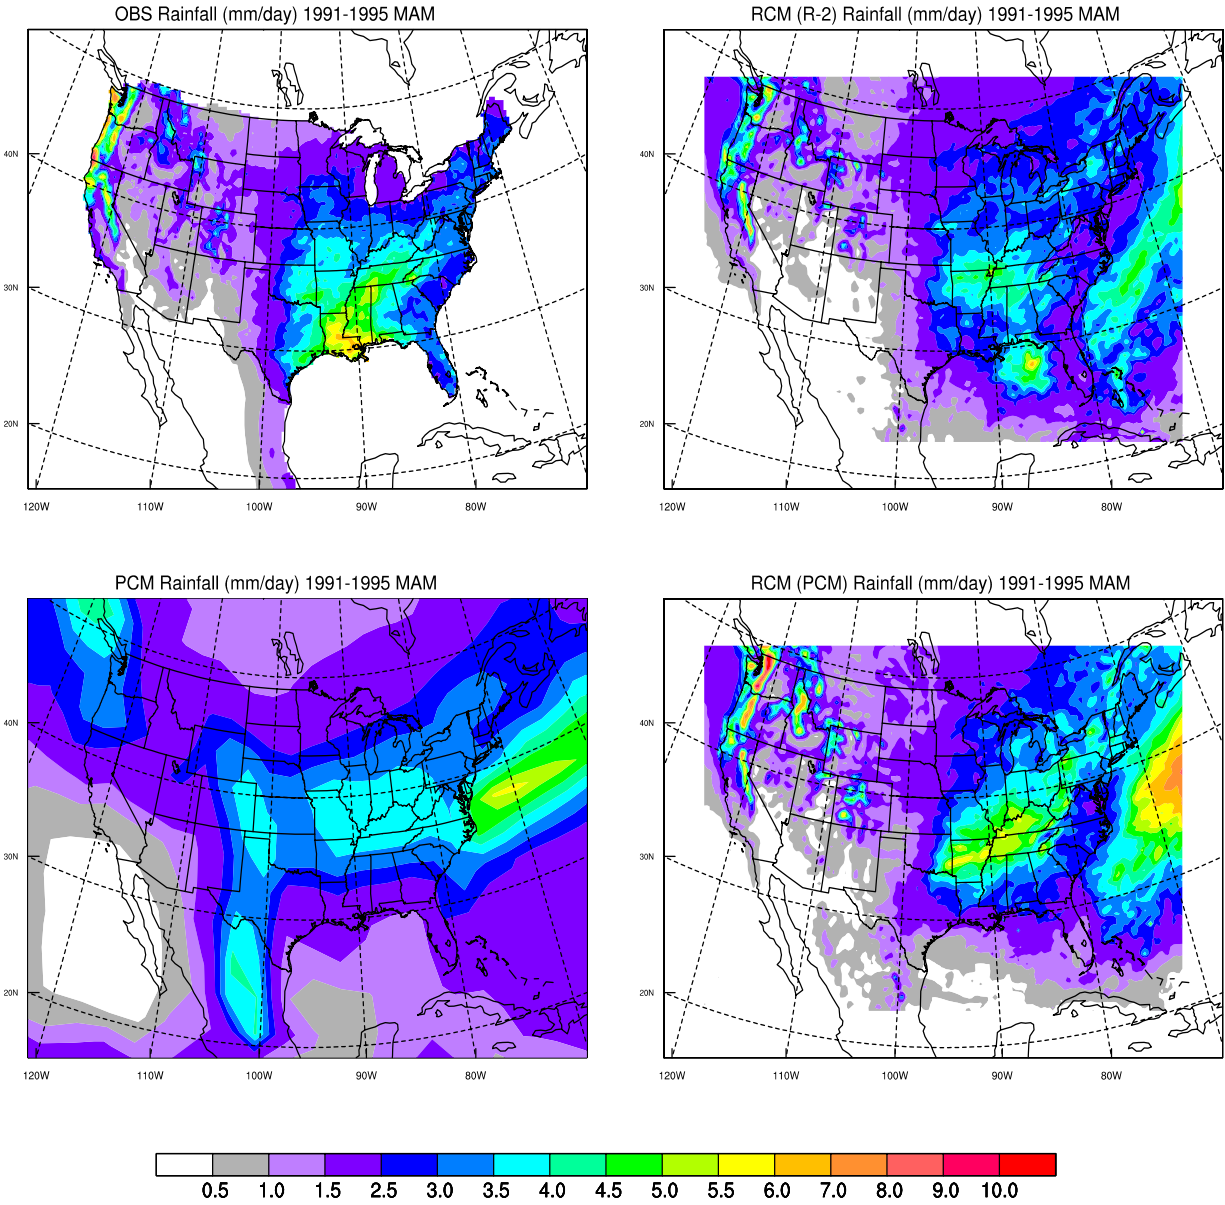 OBS Rainfall (mm/day) 1991-1995 MAM
40N
30N
20N
120W 110W 100W 90W 80W
RCM (R-2) Rainfall (mm/day) 1991-1995 MAM
40N
30N
20N
120W 110W 100W 90W 80W
PCM Rainfall (mm/day) 1991-1995 MAM
40N
30N
20N
120W 110W 100W 90W 80W
RCM (PCM) Rainfall (mm/day) 1991-1995 MAM
40N
30N
20N
120W 110W 100W 90W 80W
0.5 1.0 1.5 2.5 3.0 3.5 4.0 4.5 5.0 5.5 6.0 7.0 8.0 9.0 10.0